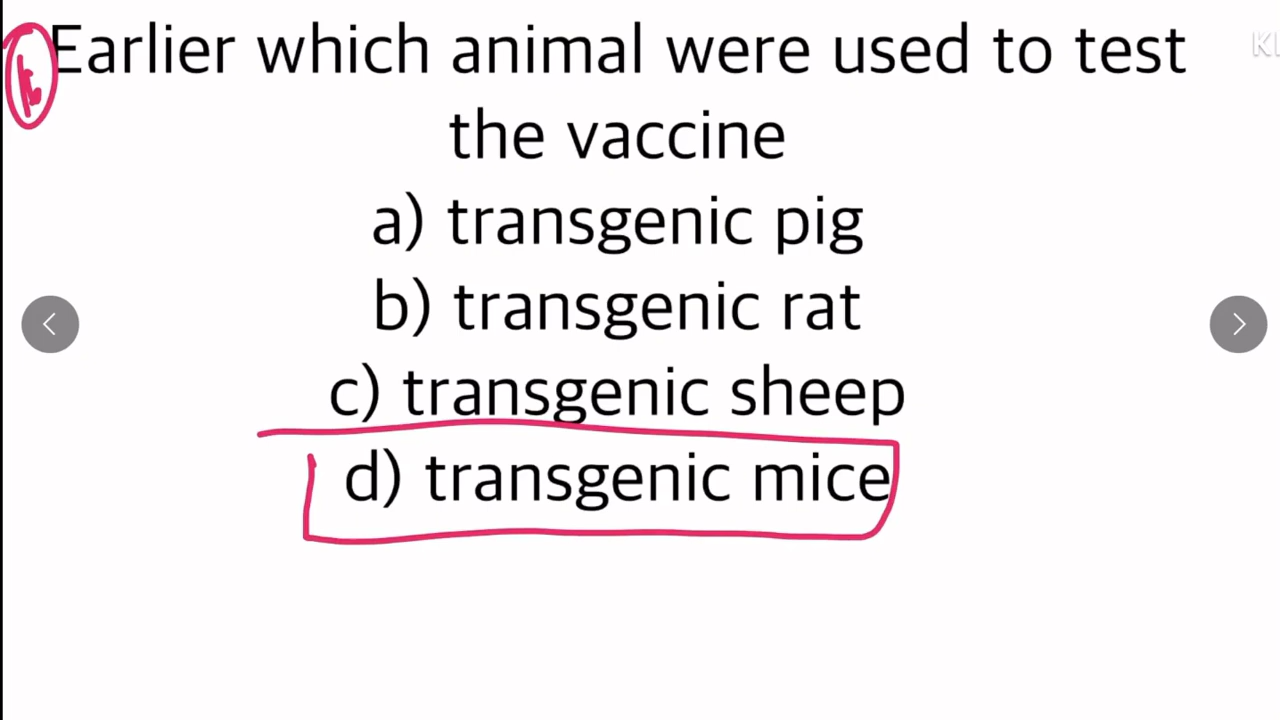 Earlier which animal were used to test
the vaccine
a) transgenic pig
b) transgenic rat
c) transgenic sheep
d) transgenic mice